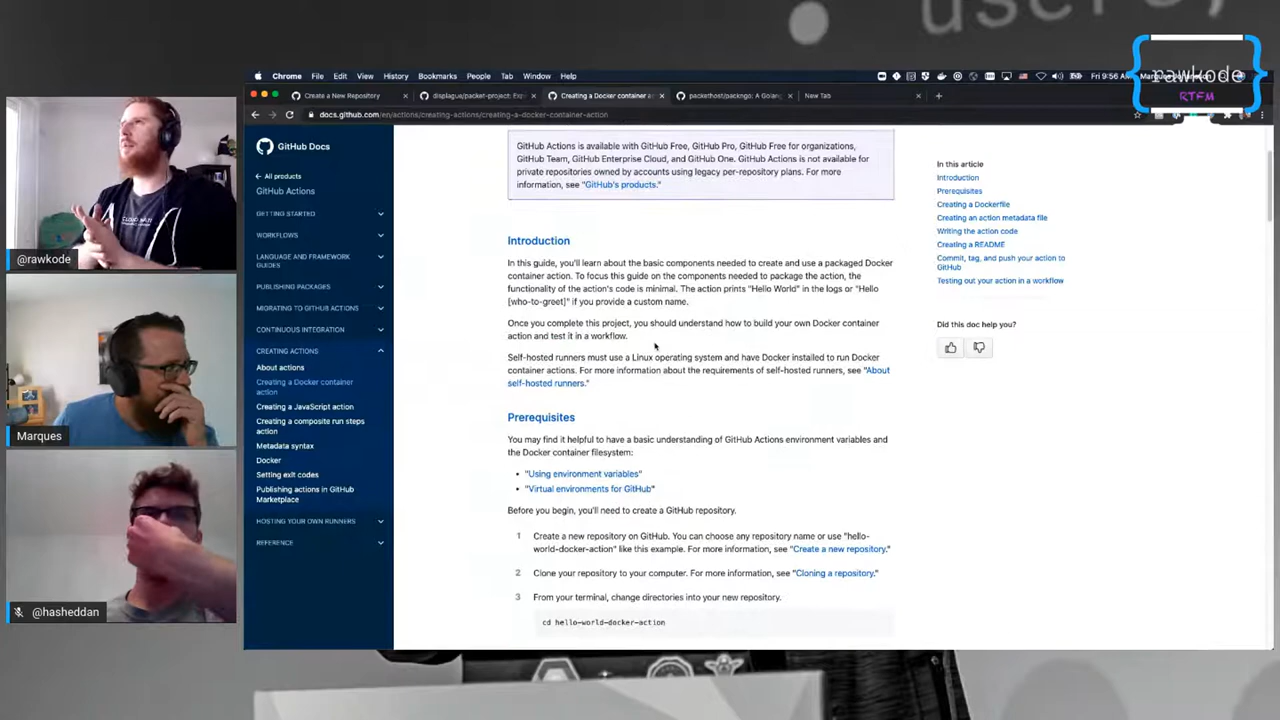 users,
rawkode
RTFM
Chrome File Edit View History Bookmarks People Tab Window Help
Fri 9:56 AM
Create a New Repository
displague/packet-project: Exp
Creating a Docker container a
packethost/packngo: A Golang
New Tab
docs.github.com/en/actions/creating-actions/creating-a-docker-container-action
GitHub Docs
All products
GitHub Actions
GETTING STARTED
WORKFLOWS
LANGUAGE AND FRAMEWORK
GUIDES
PUBLISHING PACKAGES
MIGRATING TO GITHUB ACTIONS
CONTINUOUS INTEGRATION
CREATING ACTIONS
About actions
Creating a Docker container
action
Creating a JavaScript action
Creating a composite run steps
action
Metadata syntax
Docker
Setting exit codes
Publishing actions in GitHub
Marketplace
HOSTING YOUR OWN RUNNERS
REFERENCE
GitHub Actions is available with GitHub Free, GitHub Pro, GitHub Free for organizations,
GitHub Team, GitHub Enterprise Cloud, and GitHub One. GitHub Actions is not available for
private repositories owned by accounts using legacy per-repository plans. For more
information, see "GitHub's products."
Introduction
In this guide, you'll learn about the basic components needed to create and use a packaged Docker
container action. To focus this guide on the components needed to package the action, the
functionality of the action's code is minimal. The action prints "Hello World" in the logs or "Hello
[who-to-greet]" if you provide a custom name.
Once you complete this project, you should understand how to build your own Docker container
action and test it in a workflow.
Self-hosted runners must use a Linux operating system and have Docker installed to run Docker
container actions. For more information about the requirements of self-hosted runners, see "About
self-hosted runners."
Prerequisites
You may find it helpful to have a basic understanding of GitHub Actions environment variables and
the Docker container filesystem:
• "Using environment variables"
• "Virtual environments for GitHub"
Before you begin, you'll need to create a GitHub repository.
1 Create a new repository on GitHub. You can choose any repository name or use "hello-
world-docker-action" like this example. For more information, see "Create a new repository."
2 Clone your repository to your computer. For more information, see "Cloning a repository."
3 From your terminal, change directories into your new repository.
cd hello-world-docker-action
In this article
Introduction
Prerequisites
Creating a Dockerfile
Creating an action metadata file
Writing the action code
Creating a README
Commit, tag, and push your action to
GitHub
Testing out your action in a workflow
Did this doc help you?
@rawkode
Marques
@hasheddan